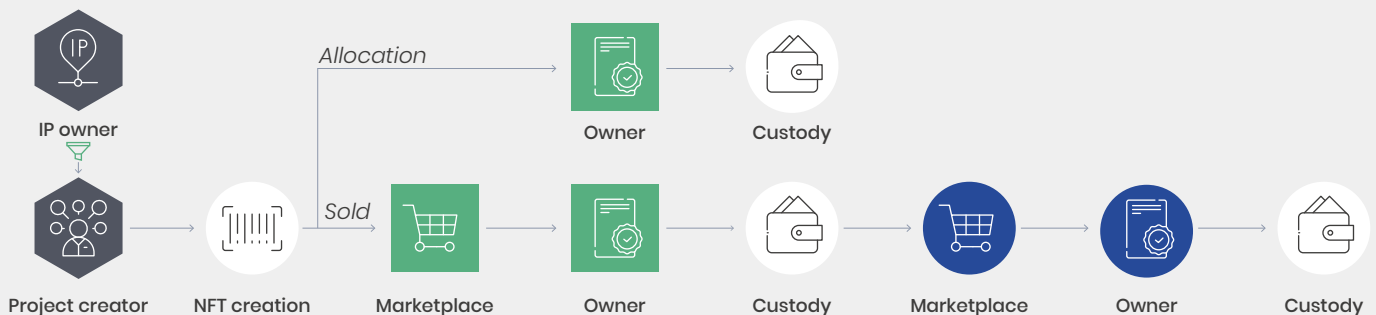 IP
IP owner
Allocation
Owner
Custody
Sold
Project creator
NFT creation
Marketplace
Owner
Custody
Marketplace
Owner
Custody